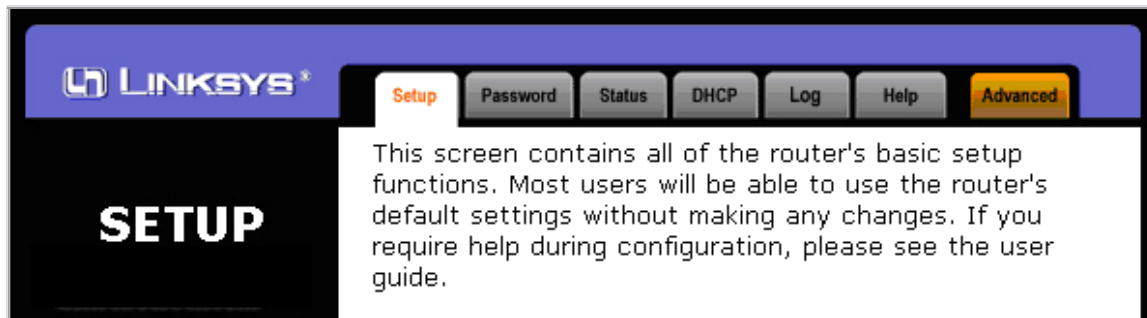 LINKSYS®
Setup Password Status DHCP Log Help Advanced
SETUP
This screen contains all of the router's basic setup
functions. Most users will be able to use the router's
default settings without making any changes. If you
require help during configuration, please see the user
guide.